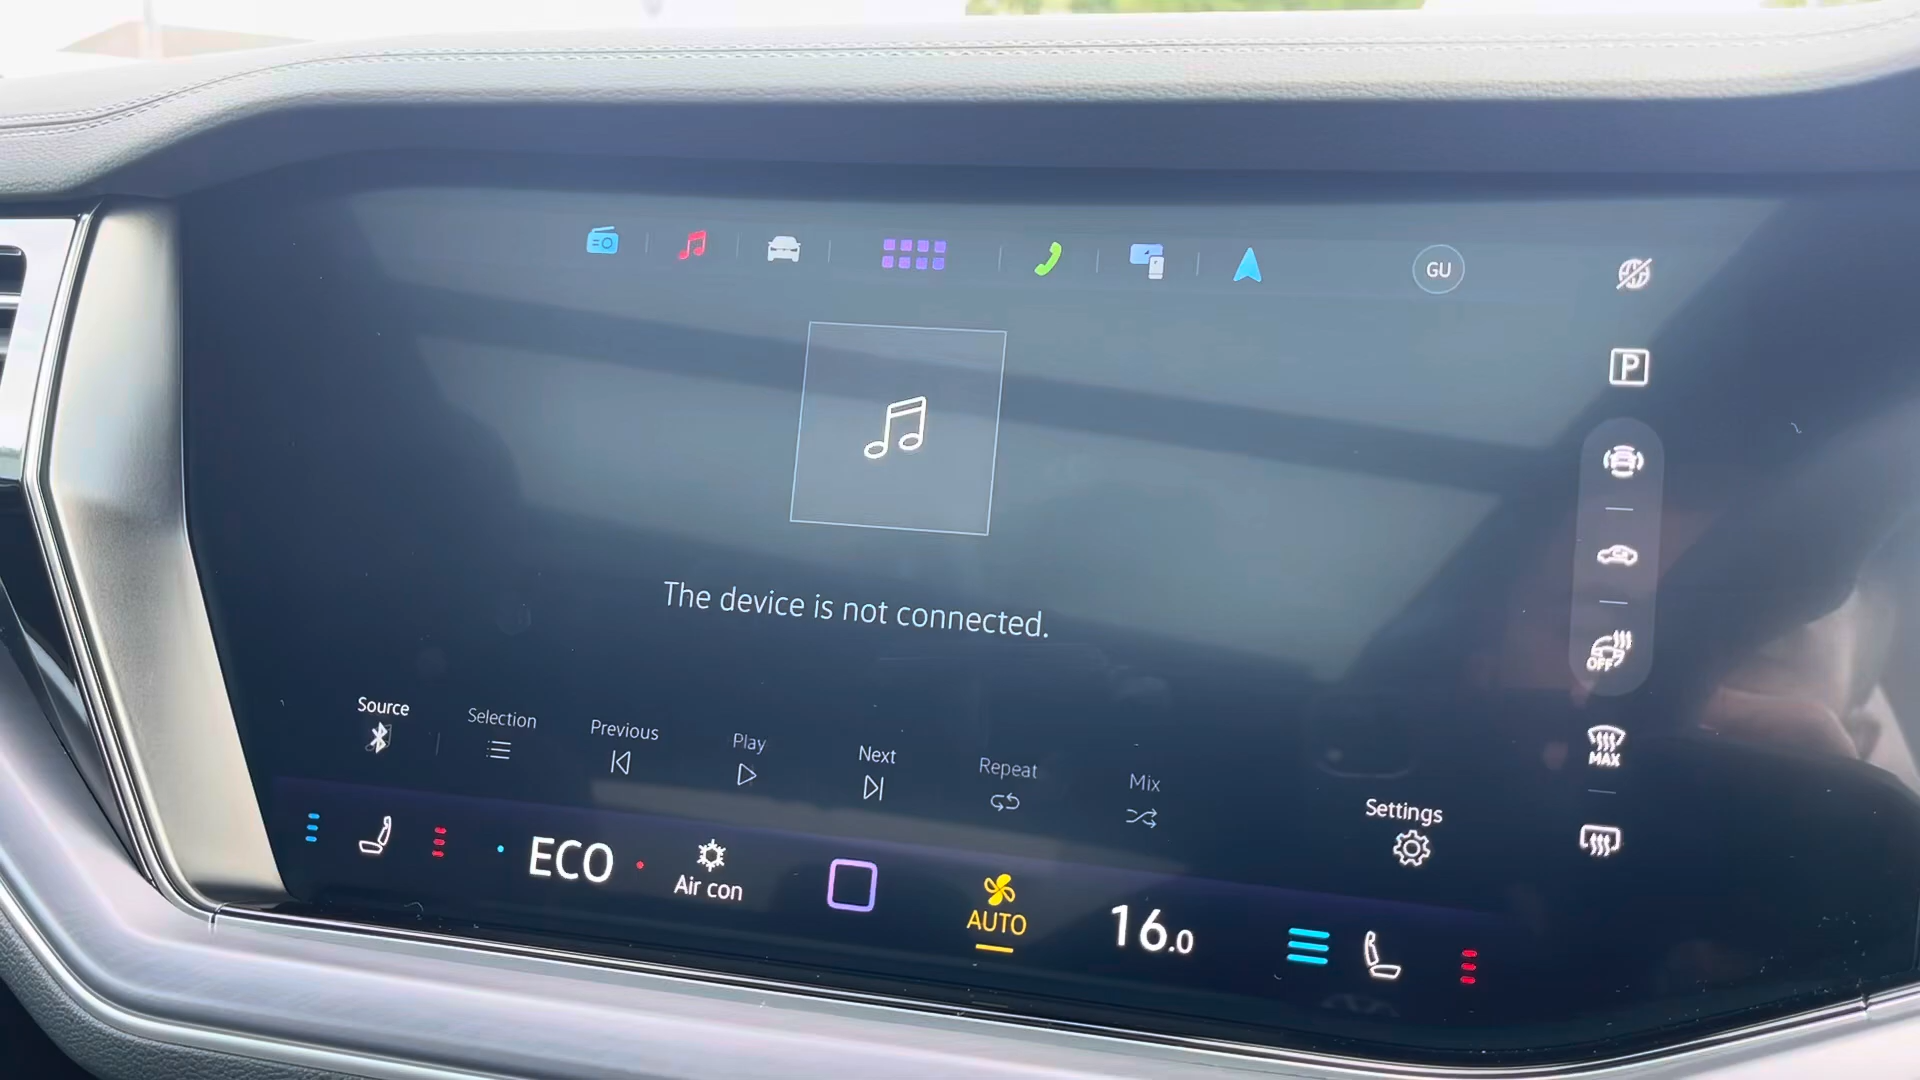 GU
P
The device is not connected.
Source
Selection
Previous
Play
Next
Repeat
Mix
Settings
OFF
MAX
ECO
Air con
AUTO
16.0